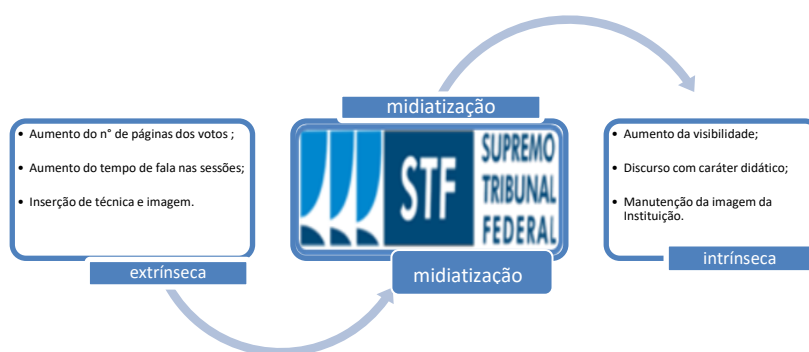 • Aumento do n° de páginas dos votos ;
• Aumento do tempo de fala nas sessões;
• Inserção de técnica e imagem.
extrínseca
midiatização
STF
SUPREMO
TRIBUNAL
FEDERAL
midiatização
• Aumento da visibilidade;
• Discurso com caráter didático;
• Manutenção da imagem da
Instituição.
intrínseca